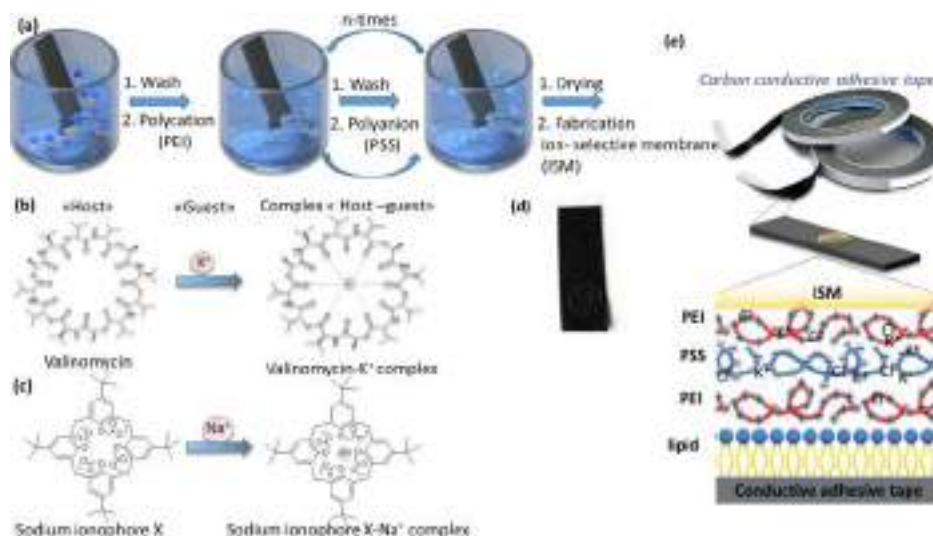 (a)
n-times
1. Wash
2. Polycation
(PEI)
1. Wash
2. Polyanion
(PSS)
1. Drying
2. Fabrication
ion- selective membrane
(ISM)
(b)
«Host»
«Guest»
Complex « Host –guest»
K⁺
Valinomycin
Valinomycin-K⁺ complex
(c)
Na⁺
Sodium ionophore X
Sodium ionophore X-Na⁺ complex
(d)
(e)
Carbon conductive adhesive tape
ISM
PEI
PSS
PEI
lipid
Conductive adhesive tape